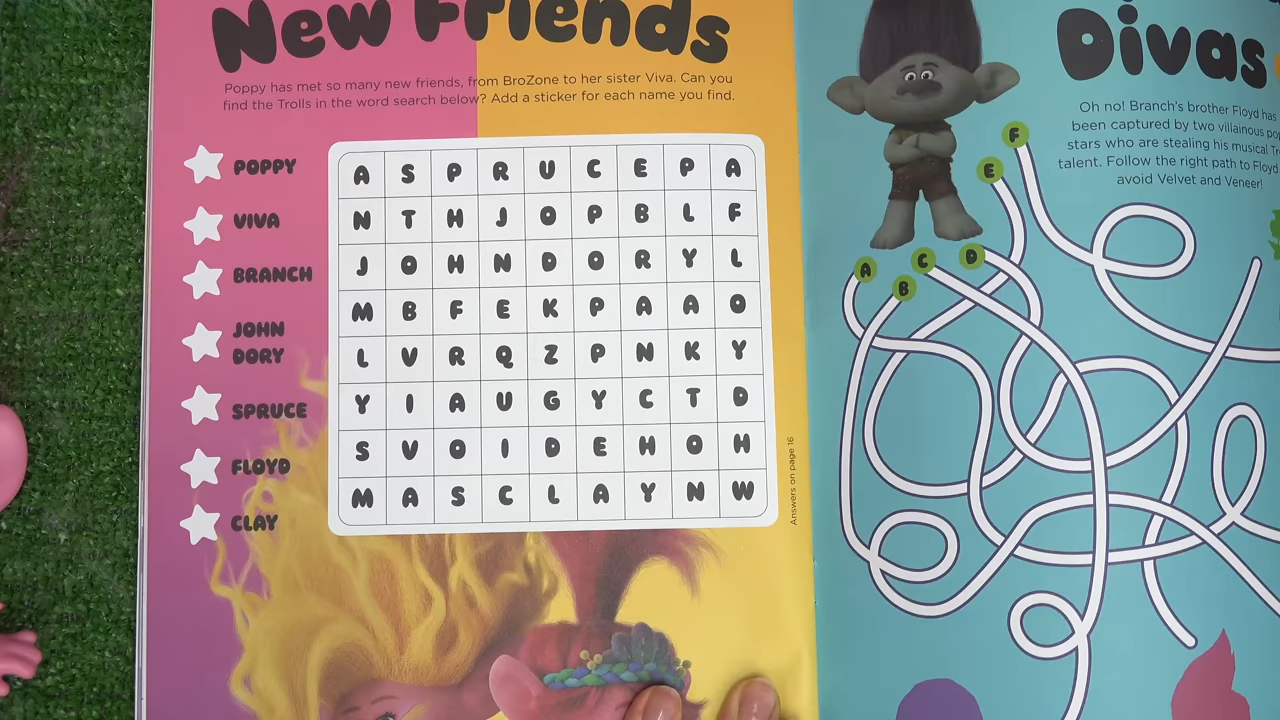 New Friends
Poppy has met so many new friends, from BroZone to her sister Viva. Can you
find the Trolls in the word search below? Add a sticker for each name you find.
POPPY
VIVA
BRANCH
JOHN
DORY
SPRUCE
FLOYD
CLAY
A S P R U C E P A
N T H J O P B L F
J O H N D O R Y L
M B F E K P A A O
L V R Q Z P N K Y
Y I A U G Y C T D
S V O I D E H O H
M A S C L A Y N W
Answers on page 16
Divas
Oh no! Branch's brother Floyd has
been captured by two villainous
stars who are stealing his musical
talent. Follow the right path to Floyd
avoid Velvet and Veneer!
F
E
D
C
A
B